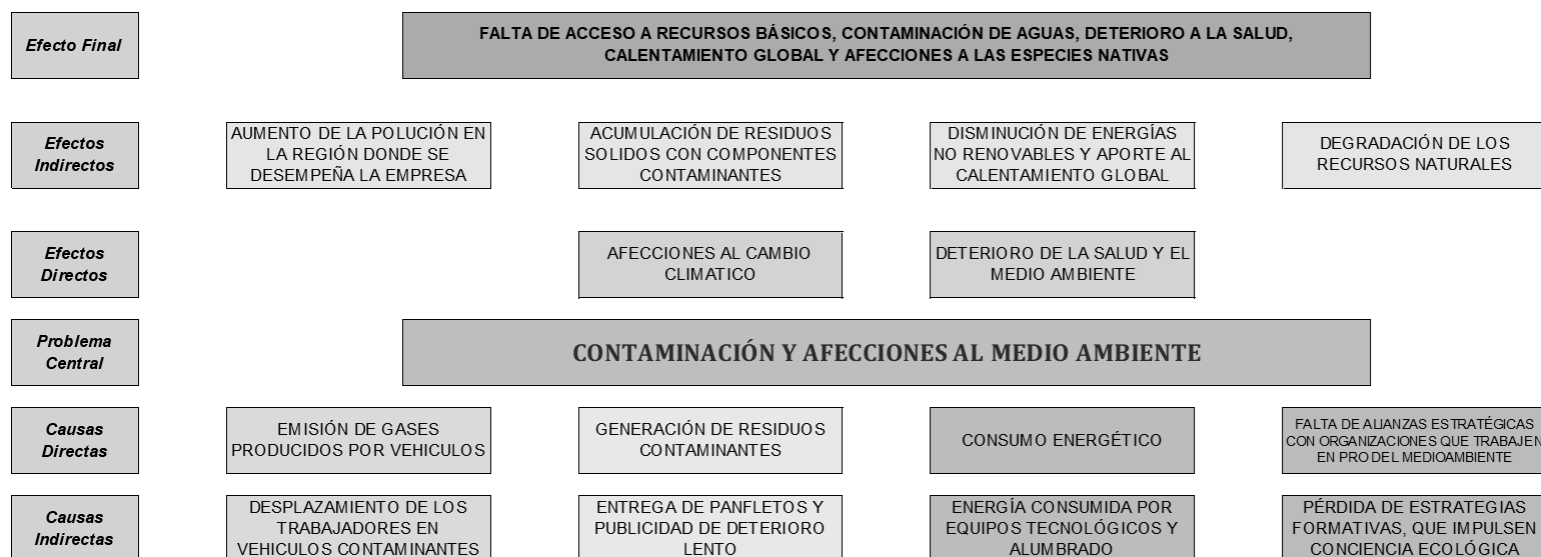 Efecto Final
FALTA DE ACCESO A RECURSOS BÁSICOS, CONTAMINACIÓN DE AGUAS, DETERIORO A LA SALUD,
CALENTAMIENTO GLOBAL Y AFECCIONES A LAS ESPECIES NATIVAS
Efectos
Indirectos
AUMENTO DE LA POLUCIÓN EN
LA REGIÓN DONDE SE
DESEMPEÑA LA EMPRESA
ACUMULACIÓN DE RESIDUOS
SOLIDOS CON COMPONENTES
CONTAMINANTES
DISMINUCIÓN DE ENERGÍAS
NO RENOVABLES Y APORTE AL
CALENTAMIENTO GLOBAL
DEGRADACIÓN DE LOS
RECURSOS NATURALES
Efectos
Directos
AFECCIONES AL CAMBIO
CLIMATICO
DETERIORO DE LA SALUD Y EL
MEDIO AMBIENTE
Problema
Central
CONTAMINACIÓN Y AFECCIONES AL MEDIO AMBIENTE
Causas
Directas
EMISIÓN DE GASES
PRODUCIDOS POR VEHICULOS
GENERACIÓN DE RESIDUOS
CONTAMINANTES
CONSUMO ENERGÉTICO
FALTA DE ALIANZAS ESTRATÉGICAS
CON ORGANIZACIONES QUE TRABAJEN
EN PRO DEL MEDIOAMBIENTE
Causas
Indirectas
DESPLAZAMIENTO DE LOS
TRABAJADORES EN
VEHICULOS CONTAMINANTES
ENTREGA DE PANFLETOS Y
PUBLICIDAD DE DETERIORO
LENTO
ENERGÍA CONSUMIDA POR
EQUIPOS TECNOLÓGICOS Y
ALUMBRADO
PÉRDIDA DE ESTRATEGIAS
FORMATIVAS, QUE IMPULSEN
CONCIENCIA ECOLÓGICA